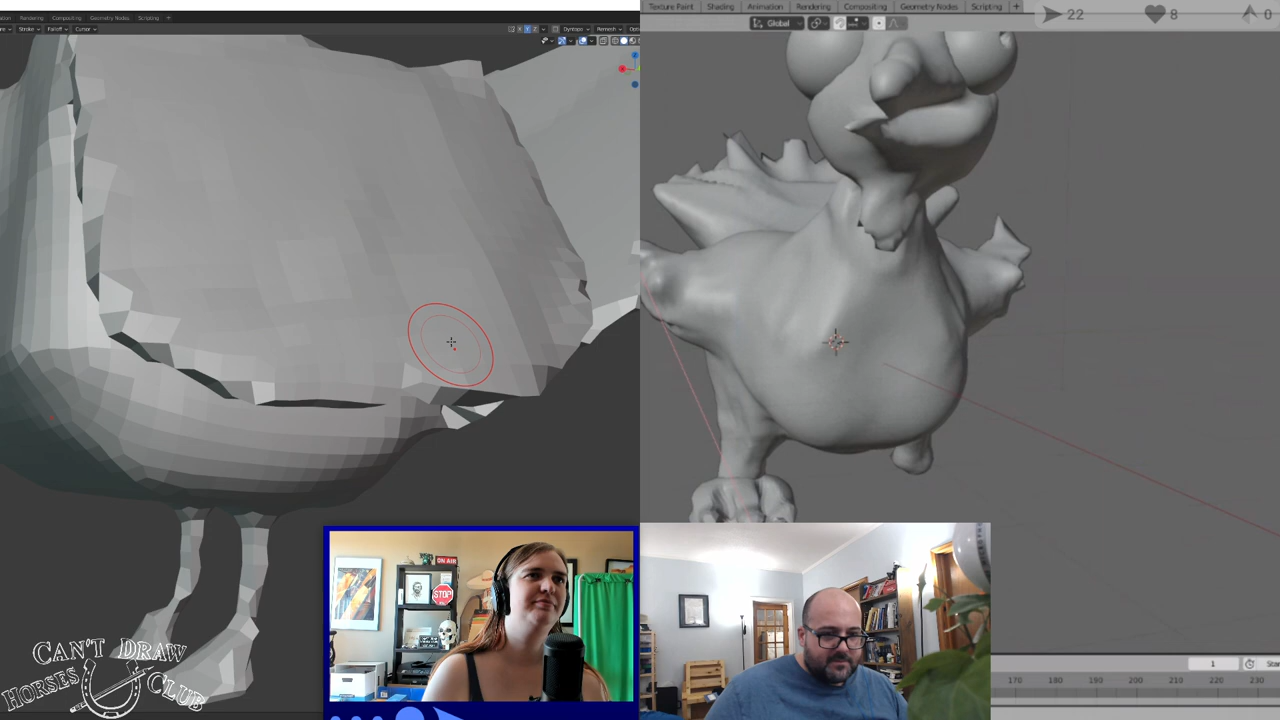 Rendering Compositing Geometry Nodes Scripting +
Stroke Falloff Cursor
Dyntopo Remesh
Texture Paint Shading Animation Rendering Compositing Geometry Nodes Scripting +
Global
22 8 0
ON AIR
STOP
CAN'T DRAW
HORSES CLUB
1
170 180 190 200 210 220 230